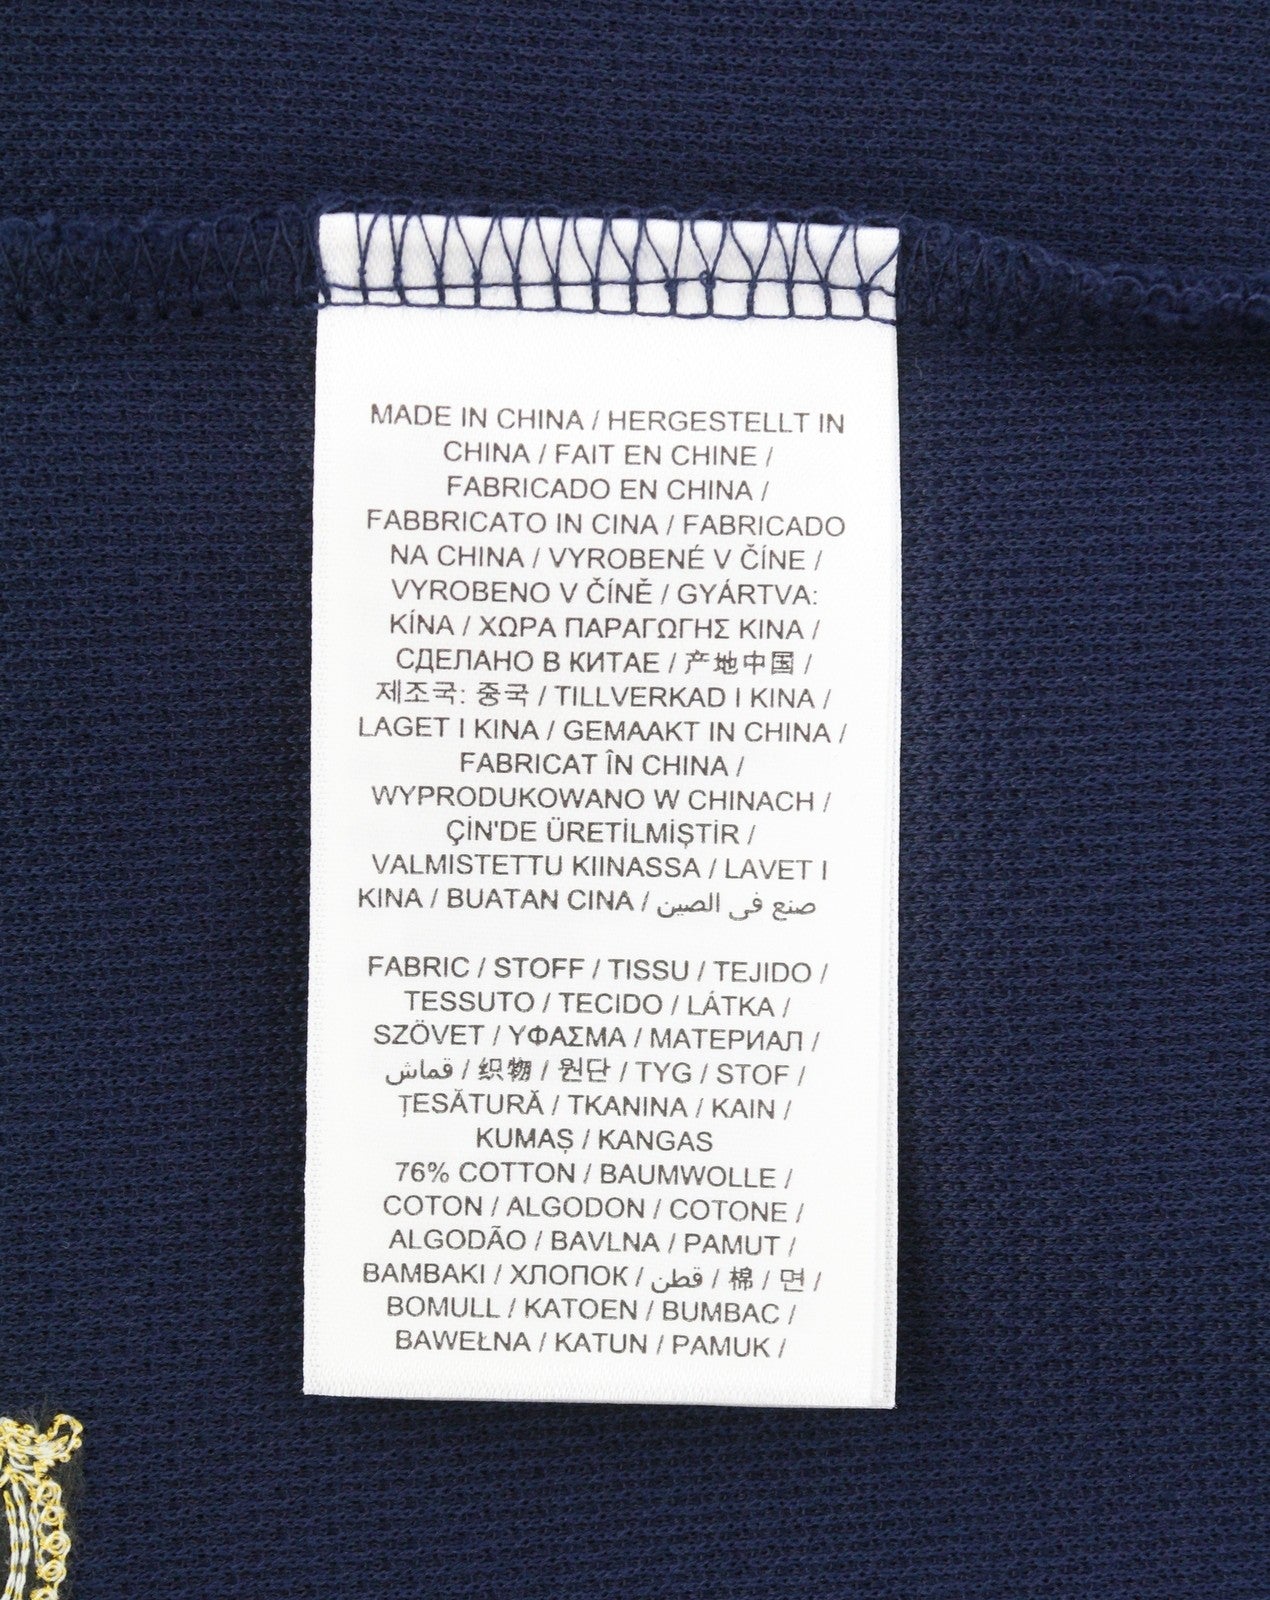 MADE IN CHINA / HERGESTELLT IN
CHINA / FAIT EN CHINE /
FABRICADO EN CHINA /
FABBRICATO IN CINA / FABRICADO
NA CHINA / VYROBENÉ V ČÍNE /
VYROBENO V ČÍNĚ / GYÁRTVA:
KÍNA / ΧΩΡΑ ΠΑΡΑΓΩΓΗΣ ΚΙΝΑ /
СДЕЛАНО В КИТАЕ / 产地中国 /
제조국: 중국 / TILLVERKAD I KINA /
LAGET I KINA / GEMAAKT IN CHINA /
FABRICAT ÎN CHINA /
WYPRODUKOWANO W CHINACH /
ÇİN'DE ÜRETİLMİŞTİR /
VALMISTETTU KIINASSA / LAVET I
KINA / BUATAN CINA / صنع في الصين
FABRIC / STOFF / TISSU / TEJIDO /
TESSUTO / TECIDO / LÁTKA /
SZÖVET / ΥΦΑΣΜΑ / МАТЕРИАЛ /
قماش / 织物 / 원단 / TYG / STOF /
ȚESĂTURĂ / TKANINA / KAIN /
KUMAŞ / KANGAS
76% COTTON / BAUMWOLLE /
COTON / ALGODON / COTONE /
ALGODÃO / BAVLNA / PAMUT /
BAMBAKI / ХЛОПОК / قطن / 棉 / 면 /
BOMULL / KATOEN / BUMBAC /
BAWEŁNA / KATUN / PAMUK /